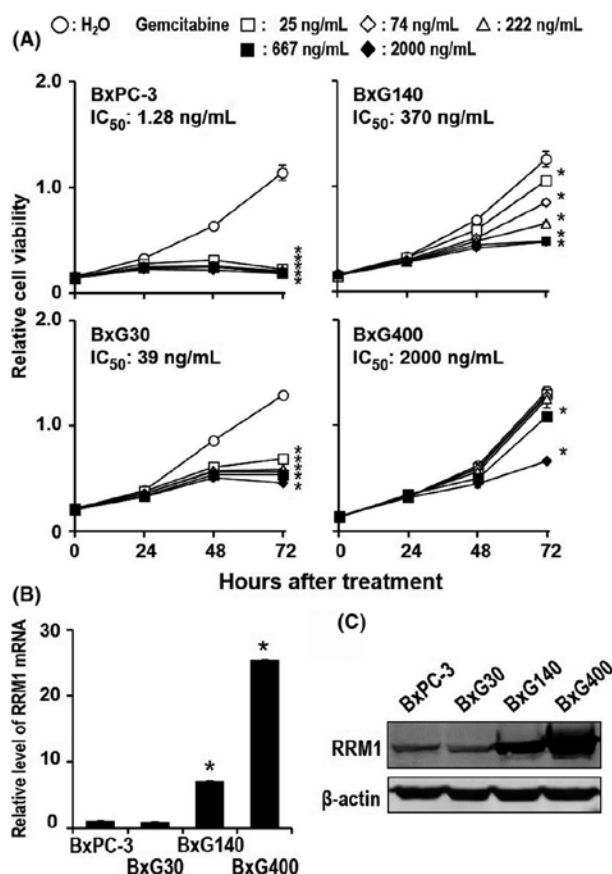 (A)
○: H₂O Gemcitabine □: 25 ng/mL ◇: 74 ng/mL △: 222 ng/mL
■: 667 ng/mL ◆: 2000 ng/mL
Relative cell viability
2.0
1.0
0
BxPC-3
IC₅₀: 1.28 ng/mL
*
*
*
*
*
BxG140
IC₅₀: 370 ng/mL
*
*
*
*
*
2.0
1.0
0
BxG30
IC₅₀: 39 ng/mL
*
*
*
*
*
BxG400
IC₅₀: 2000 ng/mL
*
*
0 24 48 72 0 24 48 72
Hours after treatment
(B)
Relative level of RRM1 mRNA
30
20
10
0
*
*
BxPC-3
BxG30
BxG140
BxG400
(C)
BxPC-3 BxG30 BxG140 BxG400
RRM1
β-actin